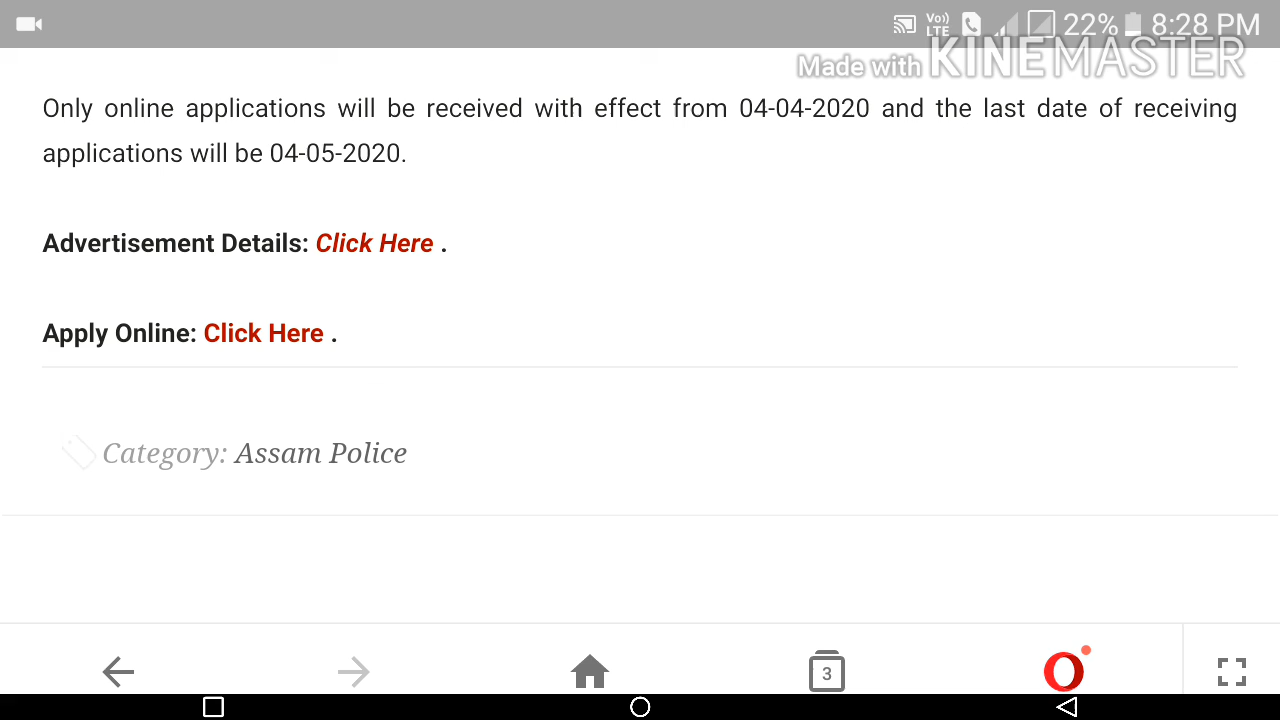 Vo)) LTE 22% 8:28 PM
Made with KINEMASTER
Only online applications will be received with effect from 04-04-2020 and the last date of receiving
applications will be 04-05-2020.
Advertisement Details: Click Here .
Apply Online: Click Here .
Category: Assam Police
3